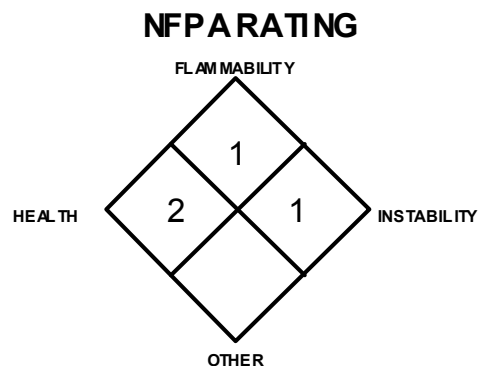 NFPA RATING
FLAMMABILITY
1
HEALTH
2
1
INSTABILITY
OTHER